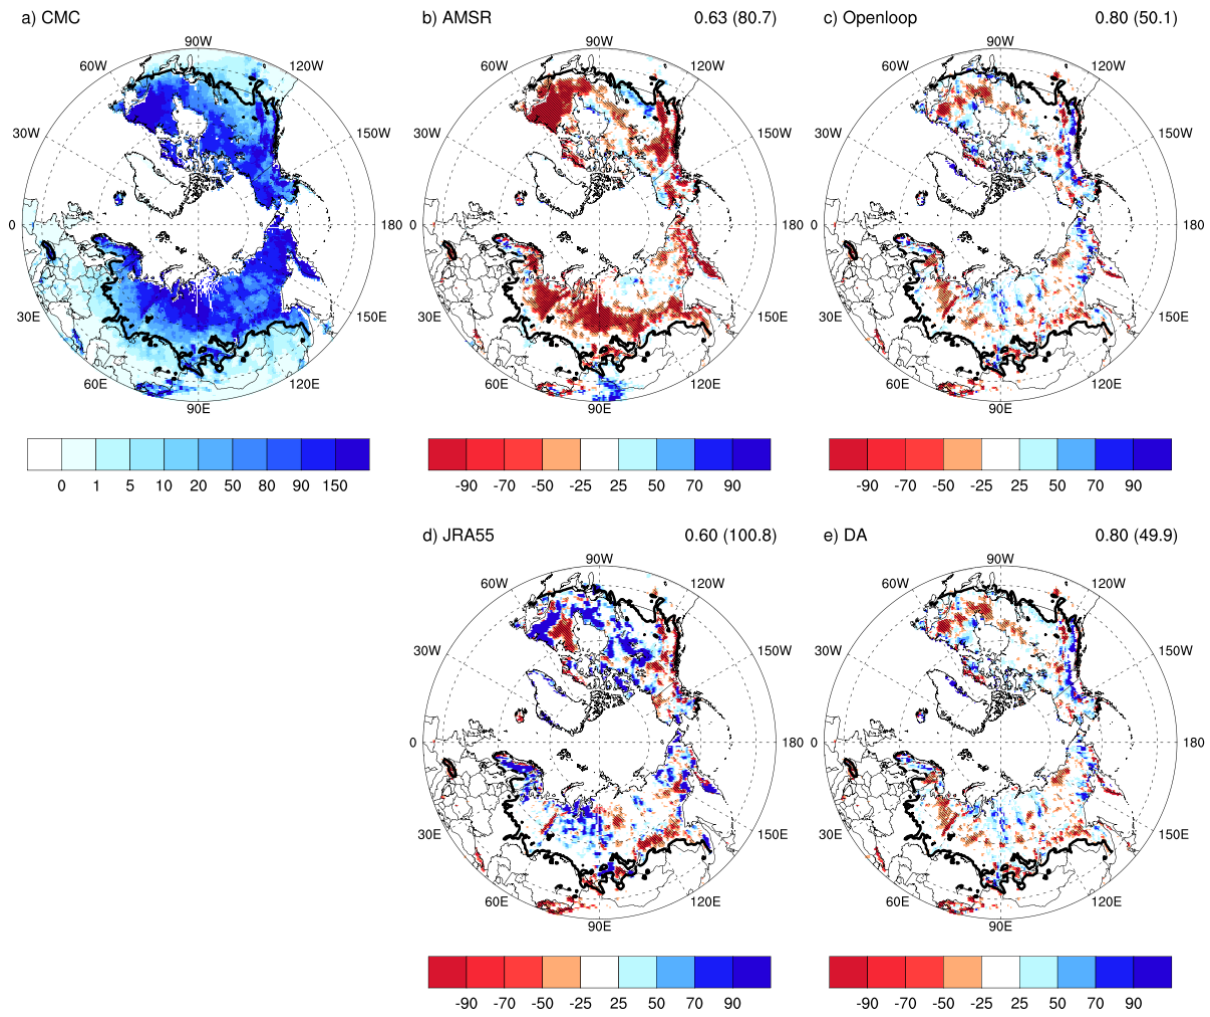 a) CMC
b) AMSR 0.63 (80.7)
c) Openloop 0.80 (50.1)
90W 90W 90W
60W 120W 60W 120W 60W 120W
30W 150W 30W 150W 30W 150W
0 180 0 180 0 180
30E 150E 30E 150E 30E 150E
60E 120E 60E 120E 60E 120E
90E 90E 90E
0 1 5 10 20 50 80 90 150
-90 -70 -50 -25 25 50 70 90
-90 -70 -50 -25 25 50 70 90
d) JRA55 0.60 (100.8)
e) DA 0.80 (49.9)
90W 90W
60W 120W 60W 120W
30W 150W 30W 150W
0 180 0 180
30E 150E 30E 150E
60E 120E 60E 120E
90E 90E
-90 -70 -50 -25 25 50 70 90
-90 -70 -50 -25 25 50 70 90